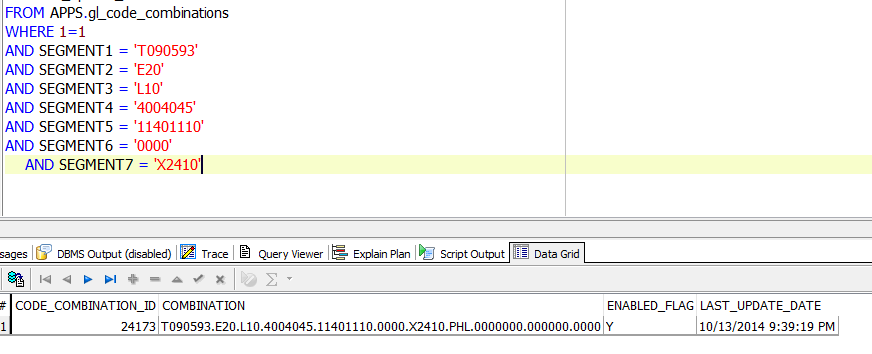 FROM APPS.gl_code_combinations
WHERE 1=1
AND SEGMENT1 = 'T090593'
AND SEGMENT2 = 'E20'
AND SEGMENT3 = 'L10'
AND SEGMENT4 = '4004045'
AND SEGMENT5 = '11401110'
AND SEGMENT6 = '0000'
AND SEGMENT7 = 'X2410'
ssages DBMS Output (disabled) Trace Query Viewer Explain Plan Script Output Data Grid
# CODE_COMBINATION_ID COMBINATION ENABLED_FLAG LAST_UPDATE_DATE
1 24173 T090593.E20.L10.4004045.11401110.0000.X2410.PHL.0000000.000000.0000 Y 10/13/2014 9:39:19 PM